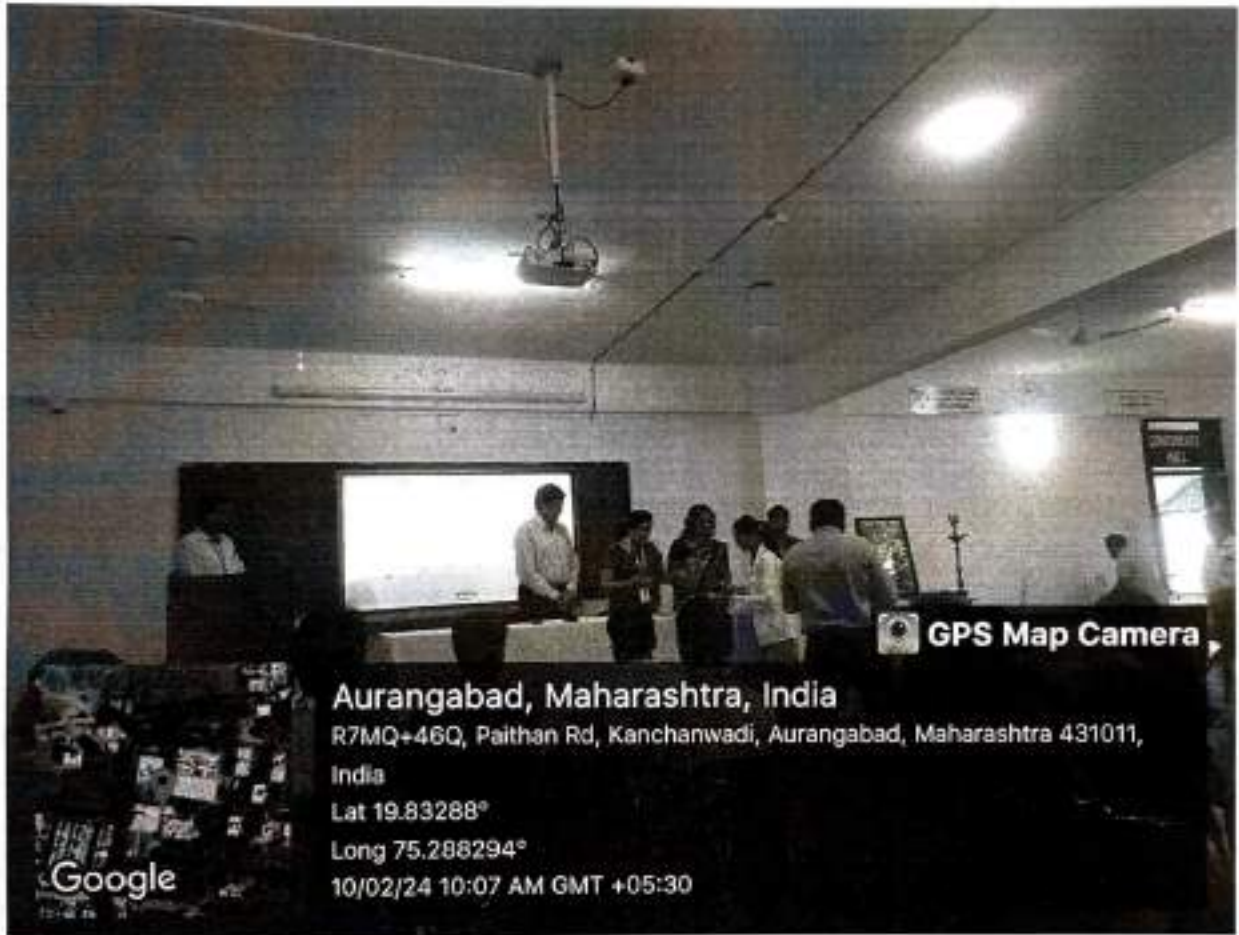 GPS Map Camera
Aurangabad, Maharashtra, India
R7MQ+46Q, Paithan Rd, Kanchanwadi, Aurangabad, Maharashtra 431011,
India
Lat 19.83288°
Long 75.288294°
10/02/24 10:07 AM GMT +05:30
Google